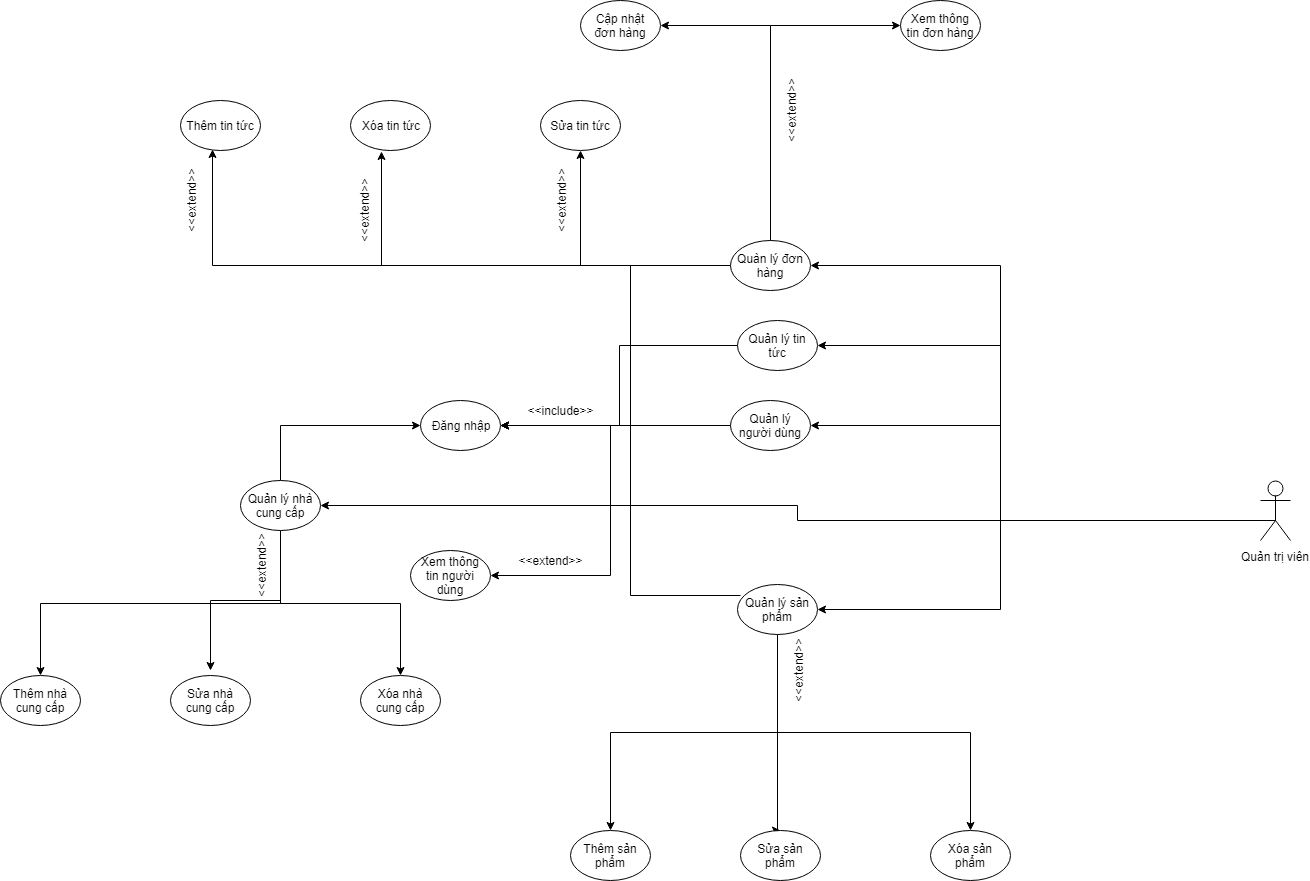 Cập nhật
đơn hàng
Xem thông
tin đơn hàng
<<extend>>
Thêm tin tức
Xóa tin tức
Sửa tin tức
<<extend>>
<<extend>>
<<extend>>
Quản lý đơn
hàng
Quản lý tin
tức
<<include>>
Đăng nhập
Quản lý
người dùng
Quản lý nhà
cung cấp
<<extend>>
Xem thông
tin người
dùng
<<extend>>
Quản trị viên
Quản lý sản
phẩm
<<extend>>
Thêm nhà
cung cấp
Sửa nhà
cung cấp
Xóa nhà
cung cấp
Thêm sản
phẩm
Sửa sản
phẩm
Xóa sản
phẩm